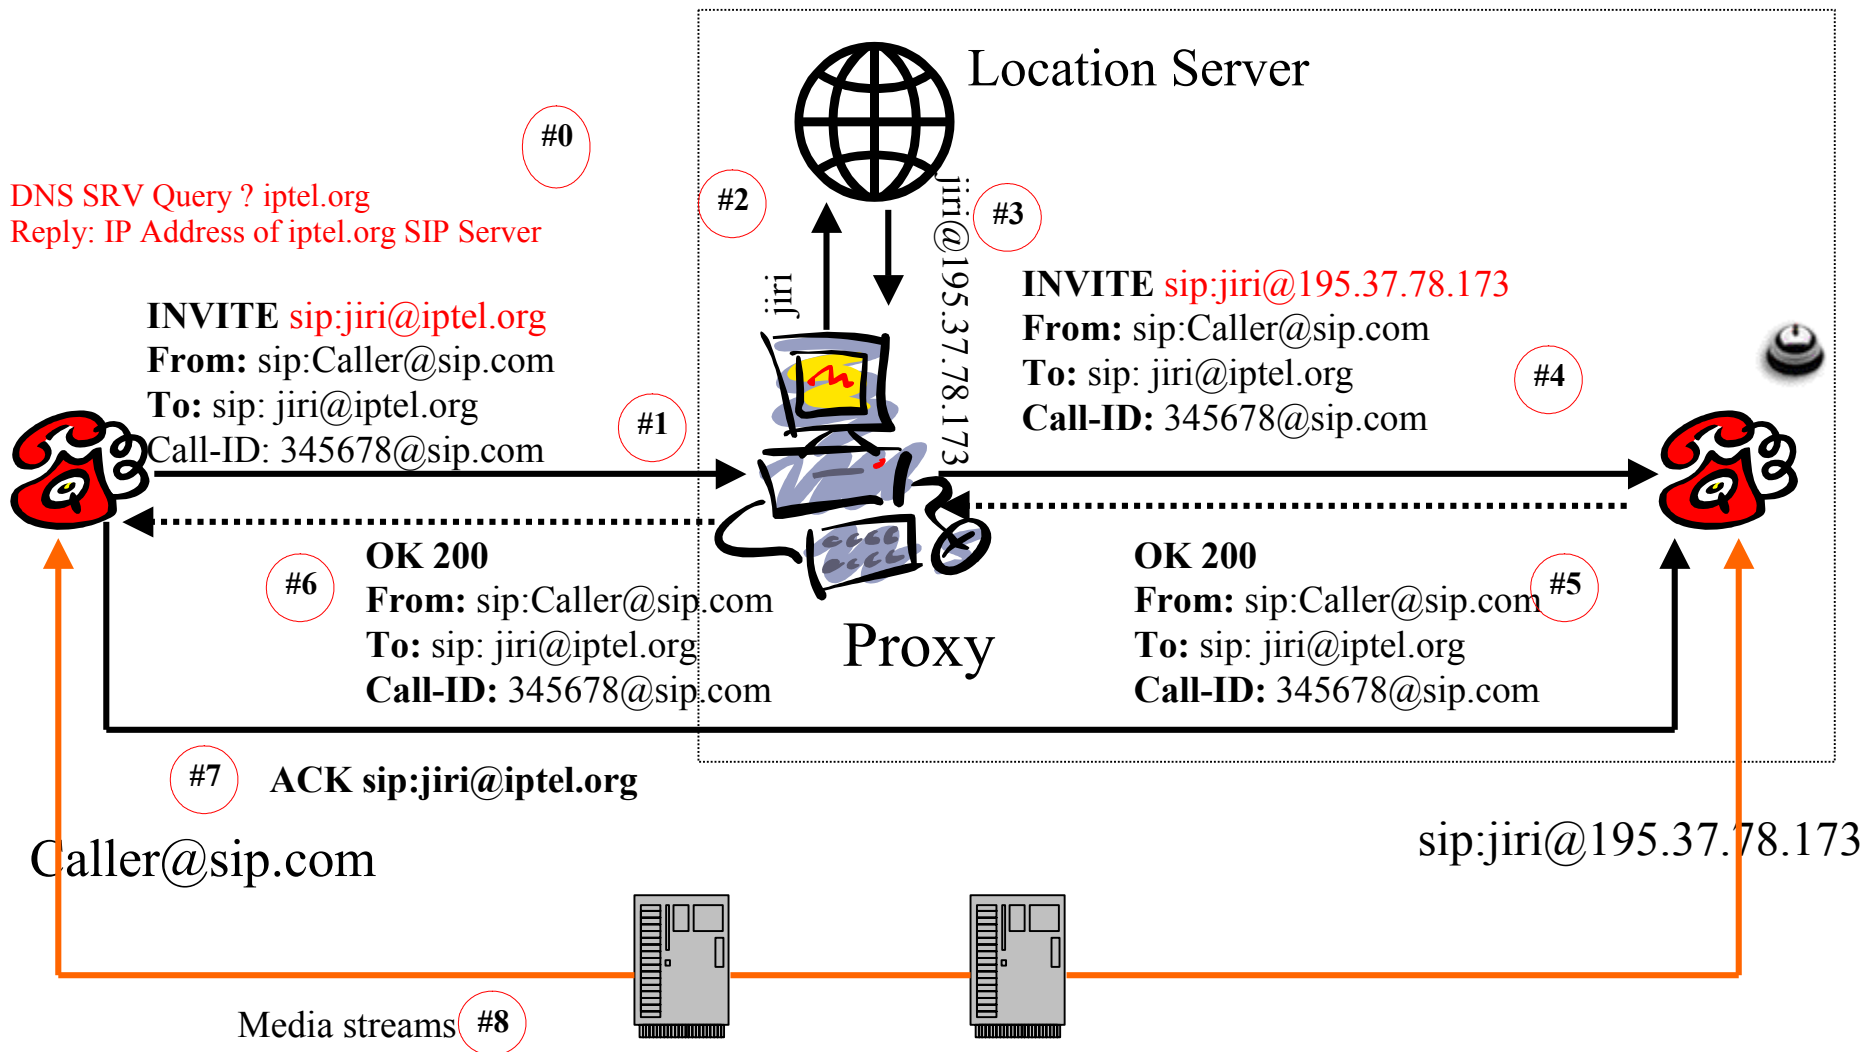 Location Server
#0
DNS SRV Query ? iptel.org
Reply: IP Address of iptel.org SIP Server
#2
#3
jiri
jiri@195.37.78.173
INVITE sip:jiri@iptel.org
From: sip:Caller@sip.com
To: sip: jiri@iptel.org
Call-ID: 345678@sip.com
#1
INVITE sip:jiri@195.37.78.173
From: sip:Caller@sip.com
To: sip: jiri@iptel.org
Call-ID: 345678@sip.com
#4
OK 200
From: sip:Caller@sip.com
To: sip: jiri@iptel.org
Call-ID: 345678@sip.com
#6
Proxy
OK 200
From: sip:Caller@sip.com
To: sip: jiri@iptel.org
Call-ID: 345678@sip.com
#5
#7
ACK sip:jiri@iptel.org
Caller@sip.com
sip:jiri@195.37.78.173
Media streams
#8